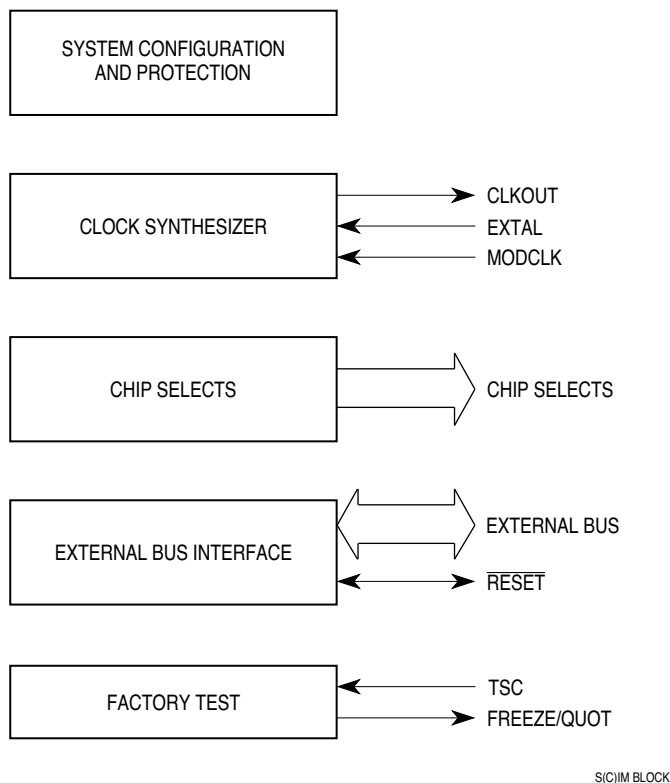 SYSTEM CONFIGURATION
AND PROTECTION
CLOCK SYNTHESIZER
CLKOUT
EXTAL
MODCLK
CHIP SELECTS
CHIP SELECTS
EXTERNAL BUS INTERFACE
EXTERNAL BUS
RESET
FACTORY TEST
TSC
FREEZE/QUOT
S(C)IM BLOCK